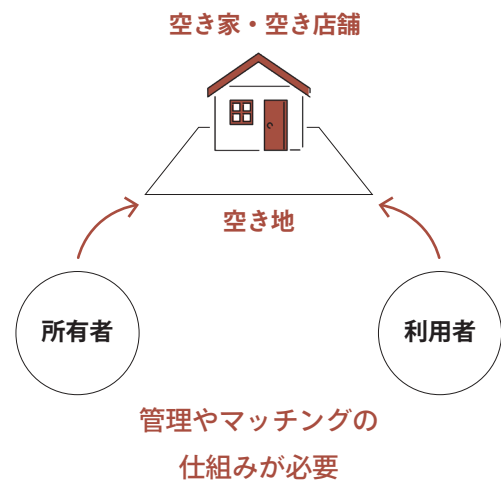 空き家・空き店舗
空き地
所有者
利用者
管理やマッチングの
仕組みが必要